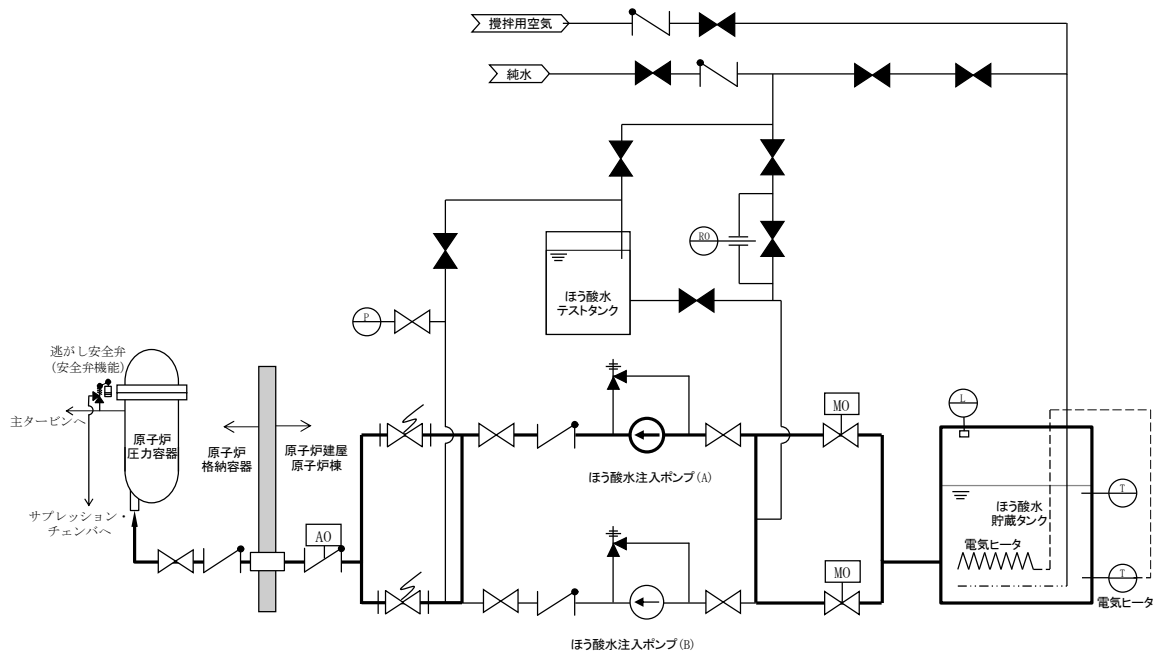 攪拌用空気
純水
RO
ほう酸水
テストタンク
P
逃がし安全弁
(安全弁機能)
主タービンへ
原子炉
圧力容器
原子炉
格納容器
原子炉建屋
原子炉棟
サプレッション・
チェンバへ
AO
ほう酸水注入ポンプ(A)
MO
L
T
ほう酸水
貯蔵タンク
電気ヒータ
MO
T
電気ヒータ
ほう酸水注入ポンプ(B)